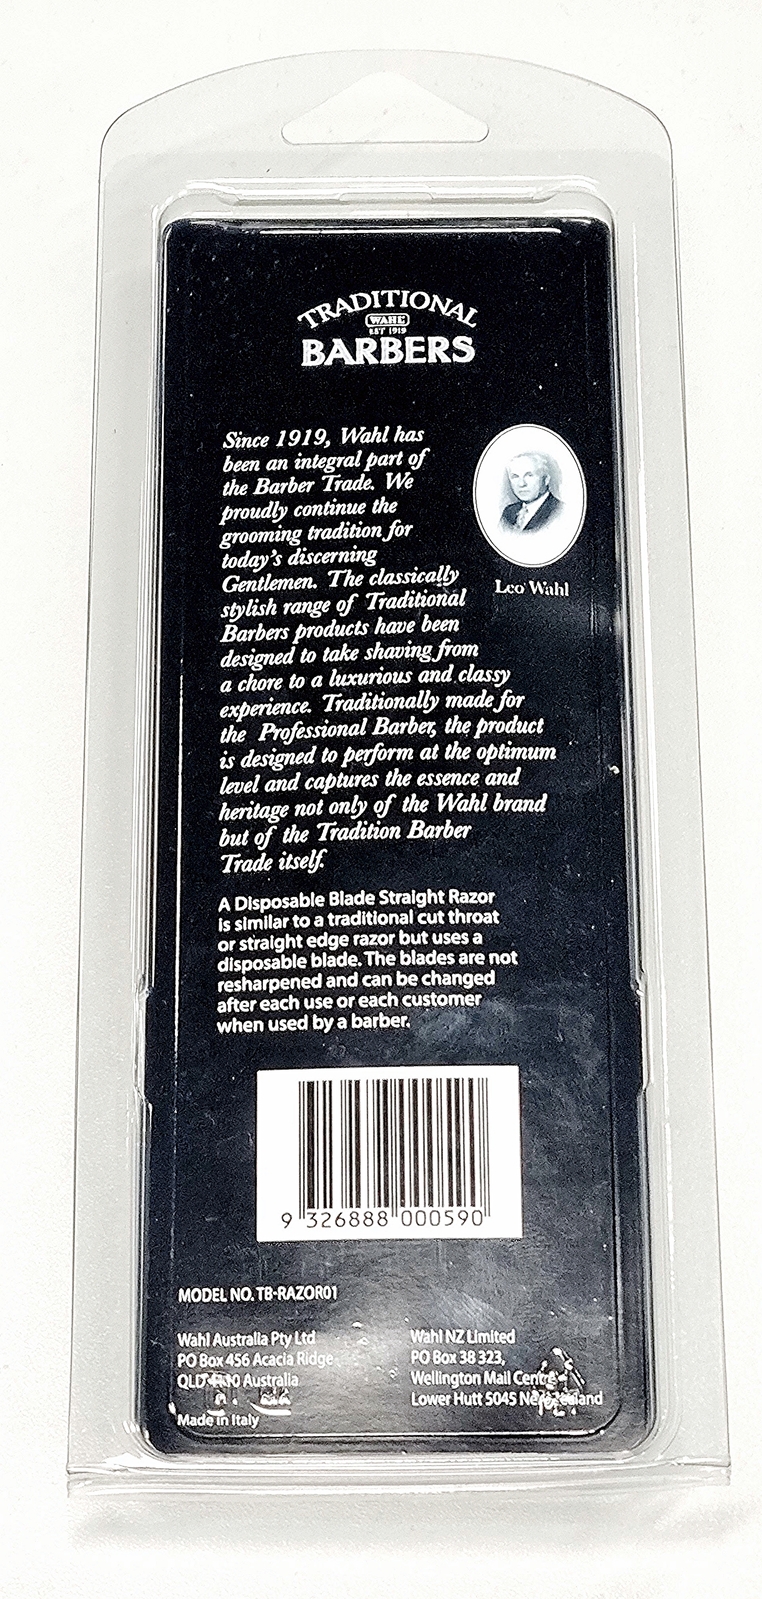 TRADITIONAL
WAHL
EST 1919
BARBERS
Since 1919, Wahl has
been an integral part of
the Barber Trade. We
proudly continue the
grooming tradition for
today's discerning
Gentlemen. The classically
stylish range of Traditional
Barbers products have been
designed to take shaving from
a chore to a luxurious and classy
experience. Traditionally made for
the Professional Barber, the product
is designed to perform at the optimum
level and captures the essence and
heritage not only of the Wahl brand
but of the Tradition Barber
Trade itself.
Leo Wahl
A Disposable Blade Straight Razor
is similar to a traditional cut throat
or straight edge razor but uses a
disposable blade. The blades are not
resharpened and can be changed
after each use or each customer
when used by a barber.
9 326888 000590
MODEL NO. TB-RAZOR01
Wahl Australia Pty Ltd
PO Box 456 Acacia Ridge
QLD 4110 Australia
Made in Italy
Wahl NZ Limited
PO Box 38 323,
Wellington Mail Centre
Lower Hutt 5045 New Zealand